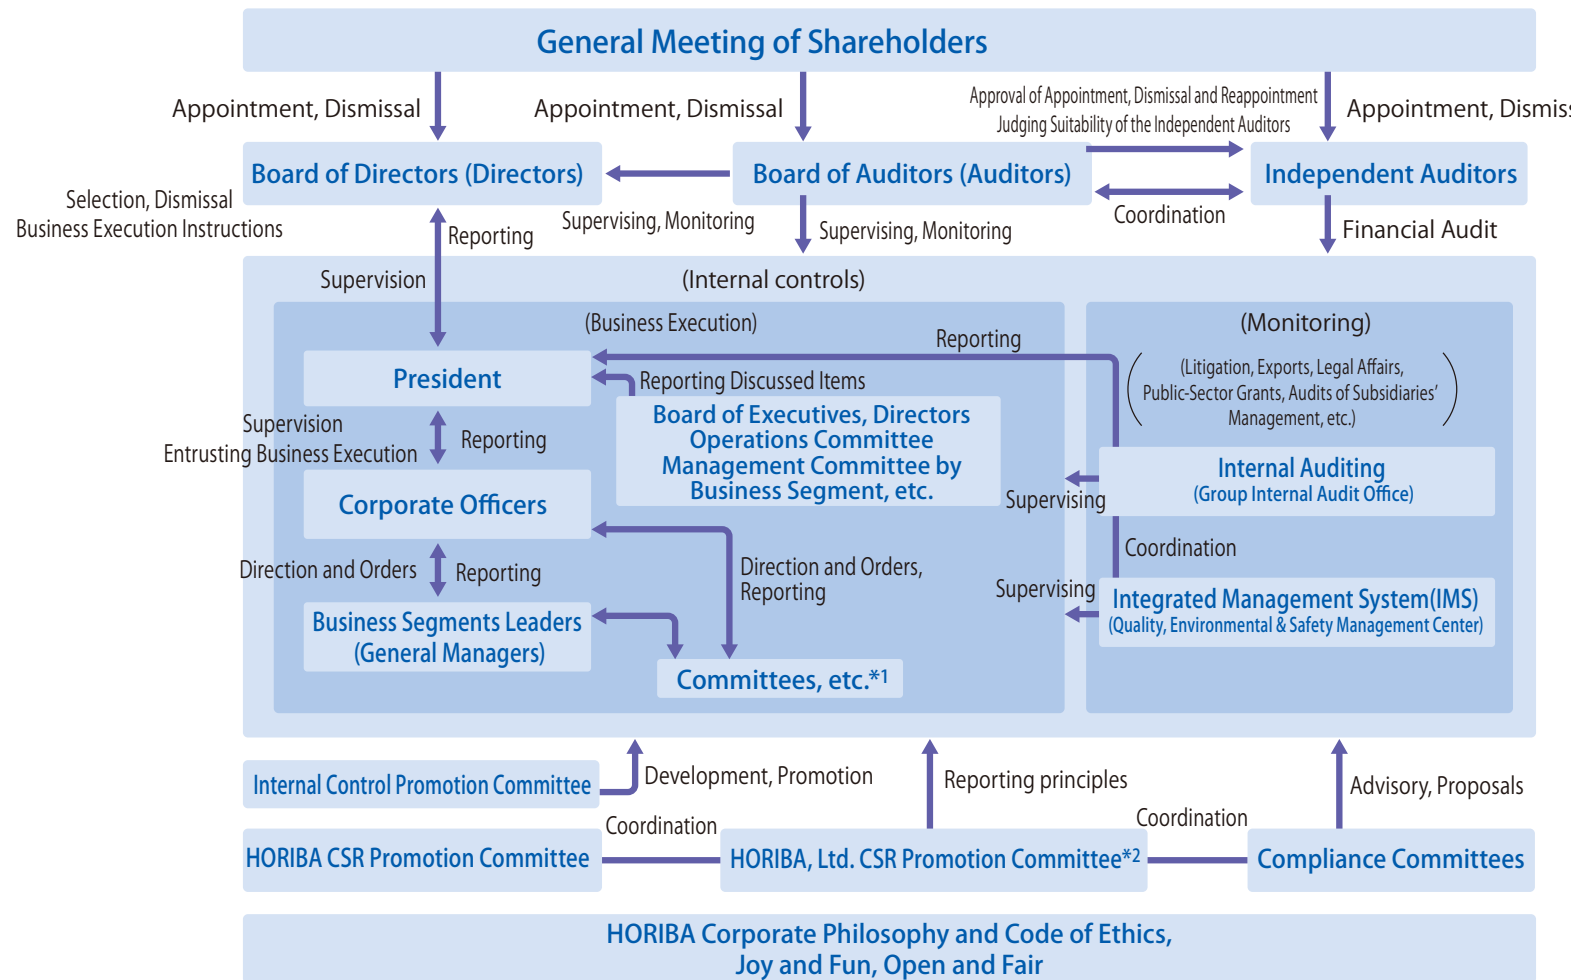 General Meeting of Shareholders
Appointment, Dismissal
Appointment, Dismissal
Approval of Appointment, Dismissal and Reappointment
Judging Suitability of the Independent Auditors
Appointment, Dismiss
Board of Directors (Directors)
Board of Auditors (Auditors)
Independent Auditors
Selection, Dismissal
Business Execution Instructions
Reporting
Supervising, Monitoring
Supervising, Monitoring
Coordination
Financial Audit
Supervision
(Internal controls)
(Business Execution)
(Monitoring)
Reporting
(Litigation, Exports, Legal Affairs,
Public-Sector Grants, Audits of Subsidiaries’
Management, etc.)
President
Reporting Discussed Items
Board of Executives, Directors
Operations Committee
Management Committee by
Business Segment, etc.
Supervision
Entrusting Business Execution
Reporting
Internal Auditing
(Group Internal Audit Office)
Supervising
Corporate Officers
Coordination
Direction and Orders
Reporting
Direction and Orders,
Reporting
Supervising
Integrated Management System(IMS)
(Quality, Environmental & Safety Management Center)
Business Segments Leaders
(General Managers)
Committees, etc.*1
Internal Control Promotion Committee
Development, Promotion
Reporting principles
Advisory, Proposals
Coordination
Coordination
HORIBA CSR Promotion Committee
HORIBA, Ltd. CSR Promotion Committee*2
Compliance Committees
HORIBA Corporate Philosophy and Code of Ethics,
Joy and Fun, Open and Fair